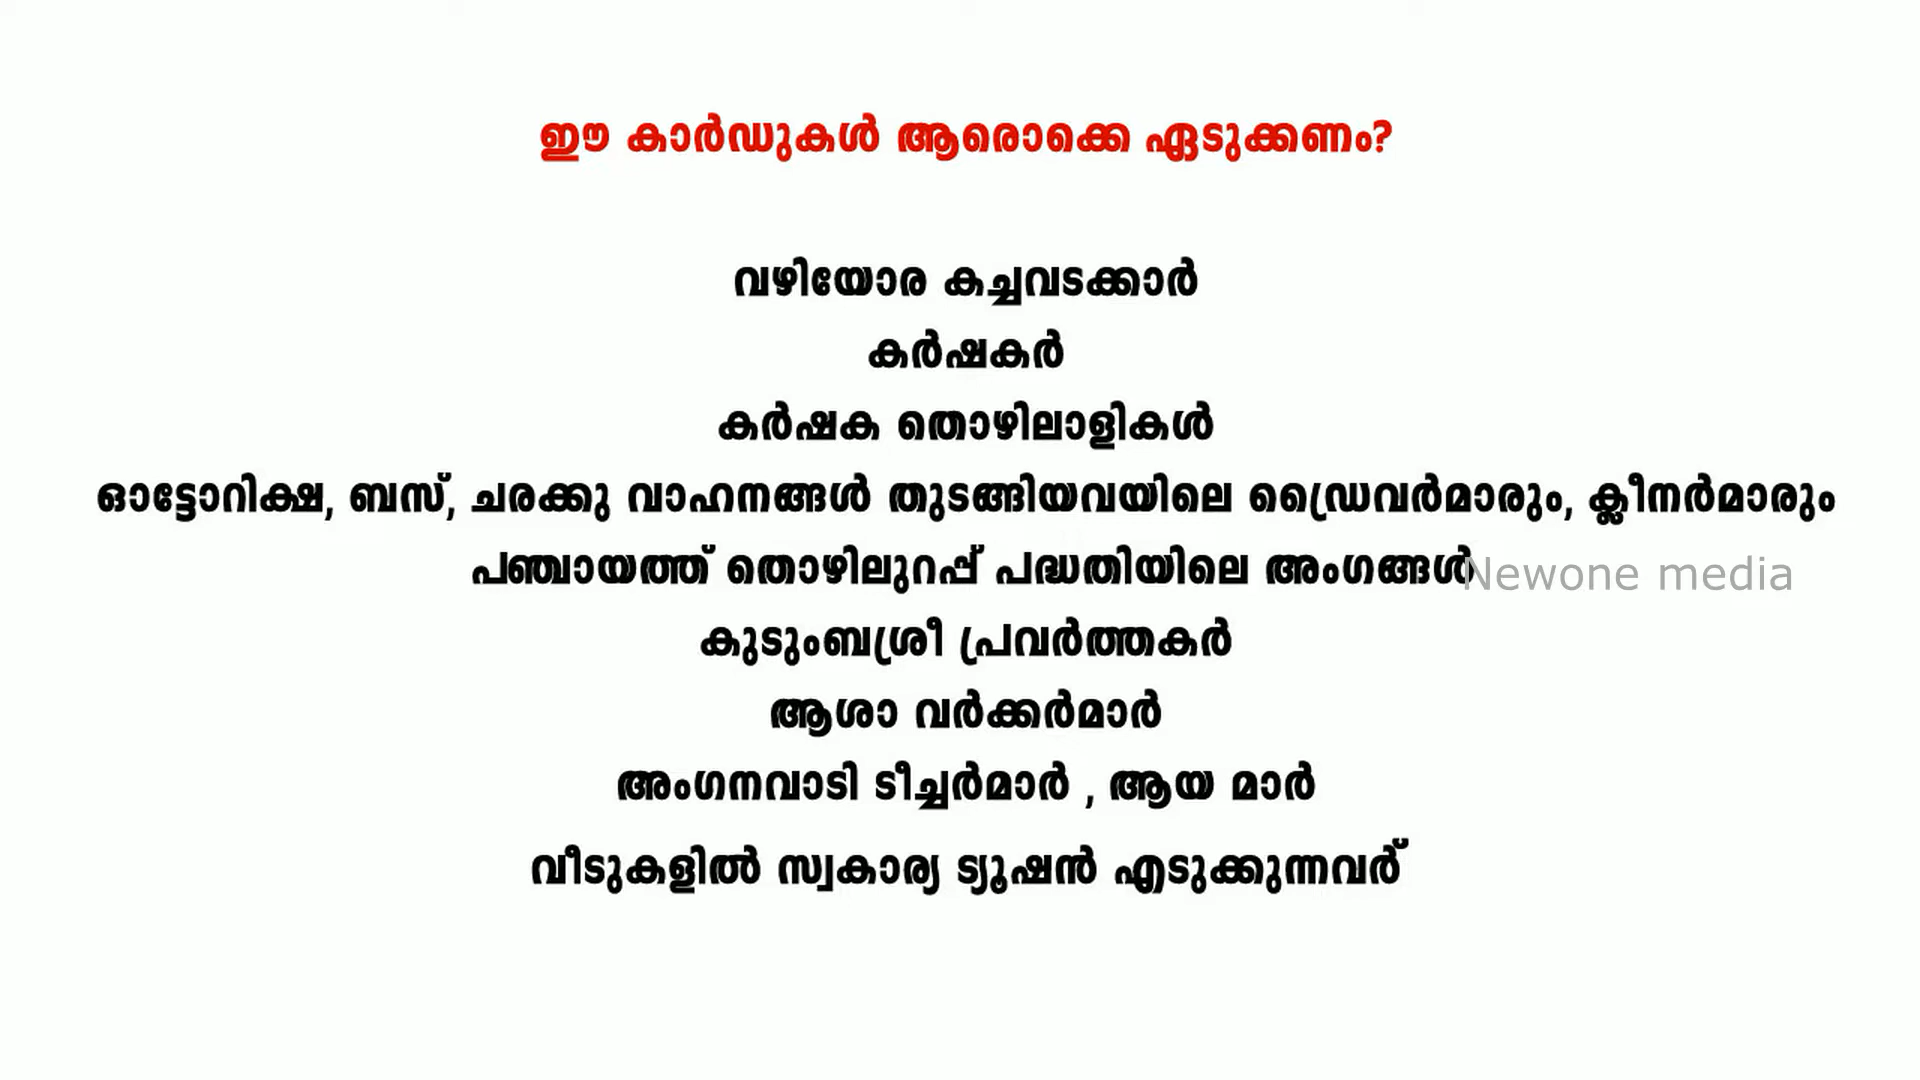 ഈ കാർഡുകൾ ആരൊക്കെ ഏടുക്കണം?
വഴിയോര കച്ചവടക്കാർ
കർഷകർ
കർഷക തൊഴിലാളികൾ
ഓട്ടോറിക്ഷ, ബസ്, ചരക്കു വാഹനങ്ങൾ തുടങ്ങിയവയിലെ ഡ്രൈവർമാരും, ക്ലീനർമാരും
പഞ്ചായത്ത് തൊഴിലുറപ്പ് പദ്ധതിയിലെ അംഗങ്ങൾ
Newone media
കുടുംബശ്രീ പ്രവർത്തകർ
ആശാ വർക്കർമാർ
അംഗനവാടി ടീച്ചർമാർ , ആയ മാർ
വീടുകളിൽ സ്വകാര്യ ട്യൂഷൻ എടുക്കുന്നവര്‍